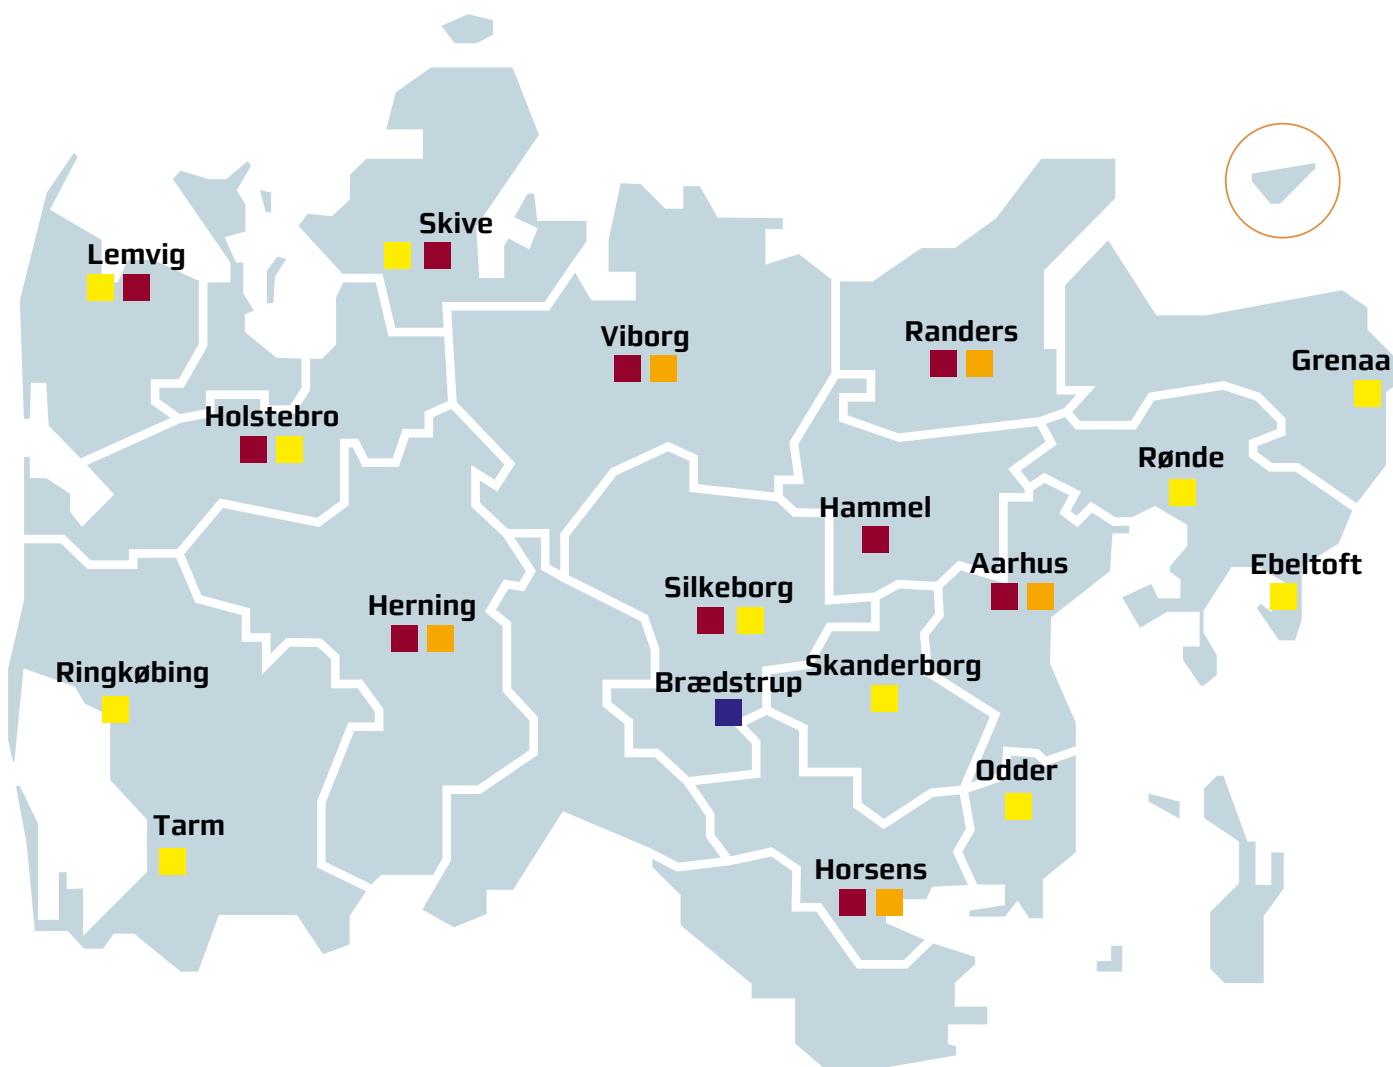 Skive
Lemvig
Viborg
Randers
Grenaa
Holstebro
Rønde
Hammel
Aarhus
Ebeltoft
Silkeborg
Herning
Skanderborg
Ringkøbing
Brædstrup
Odder
Tarm
Horsens